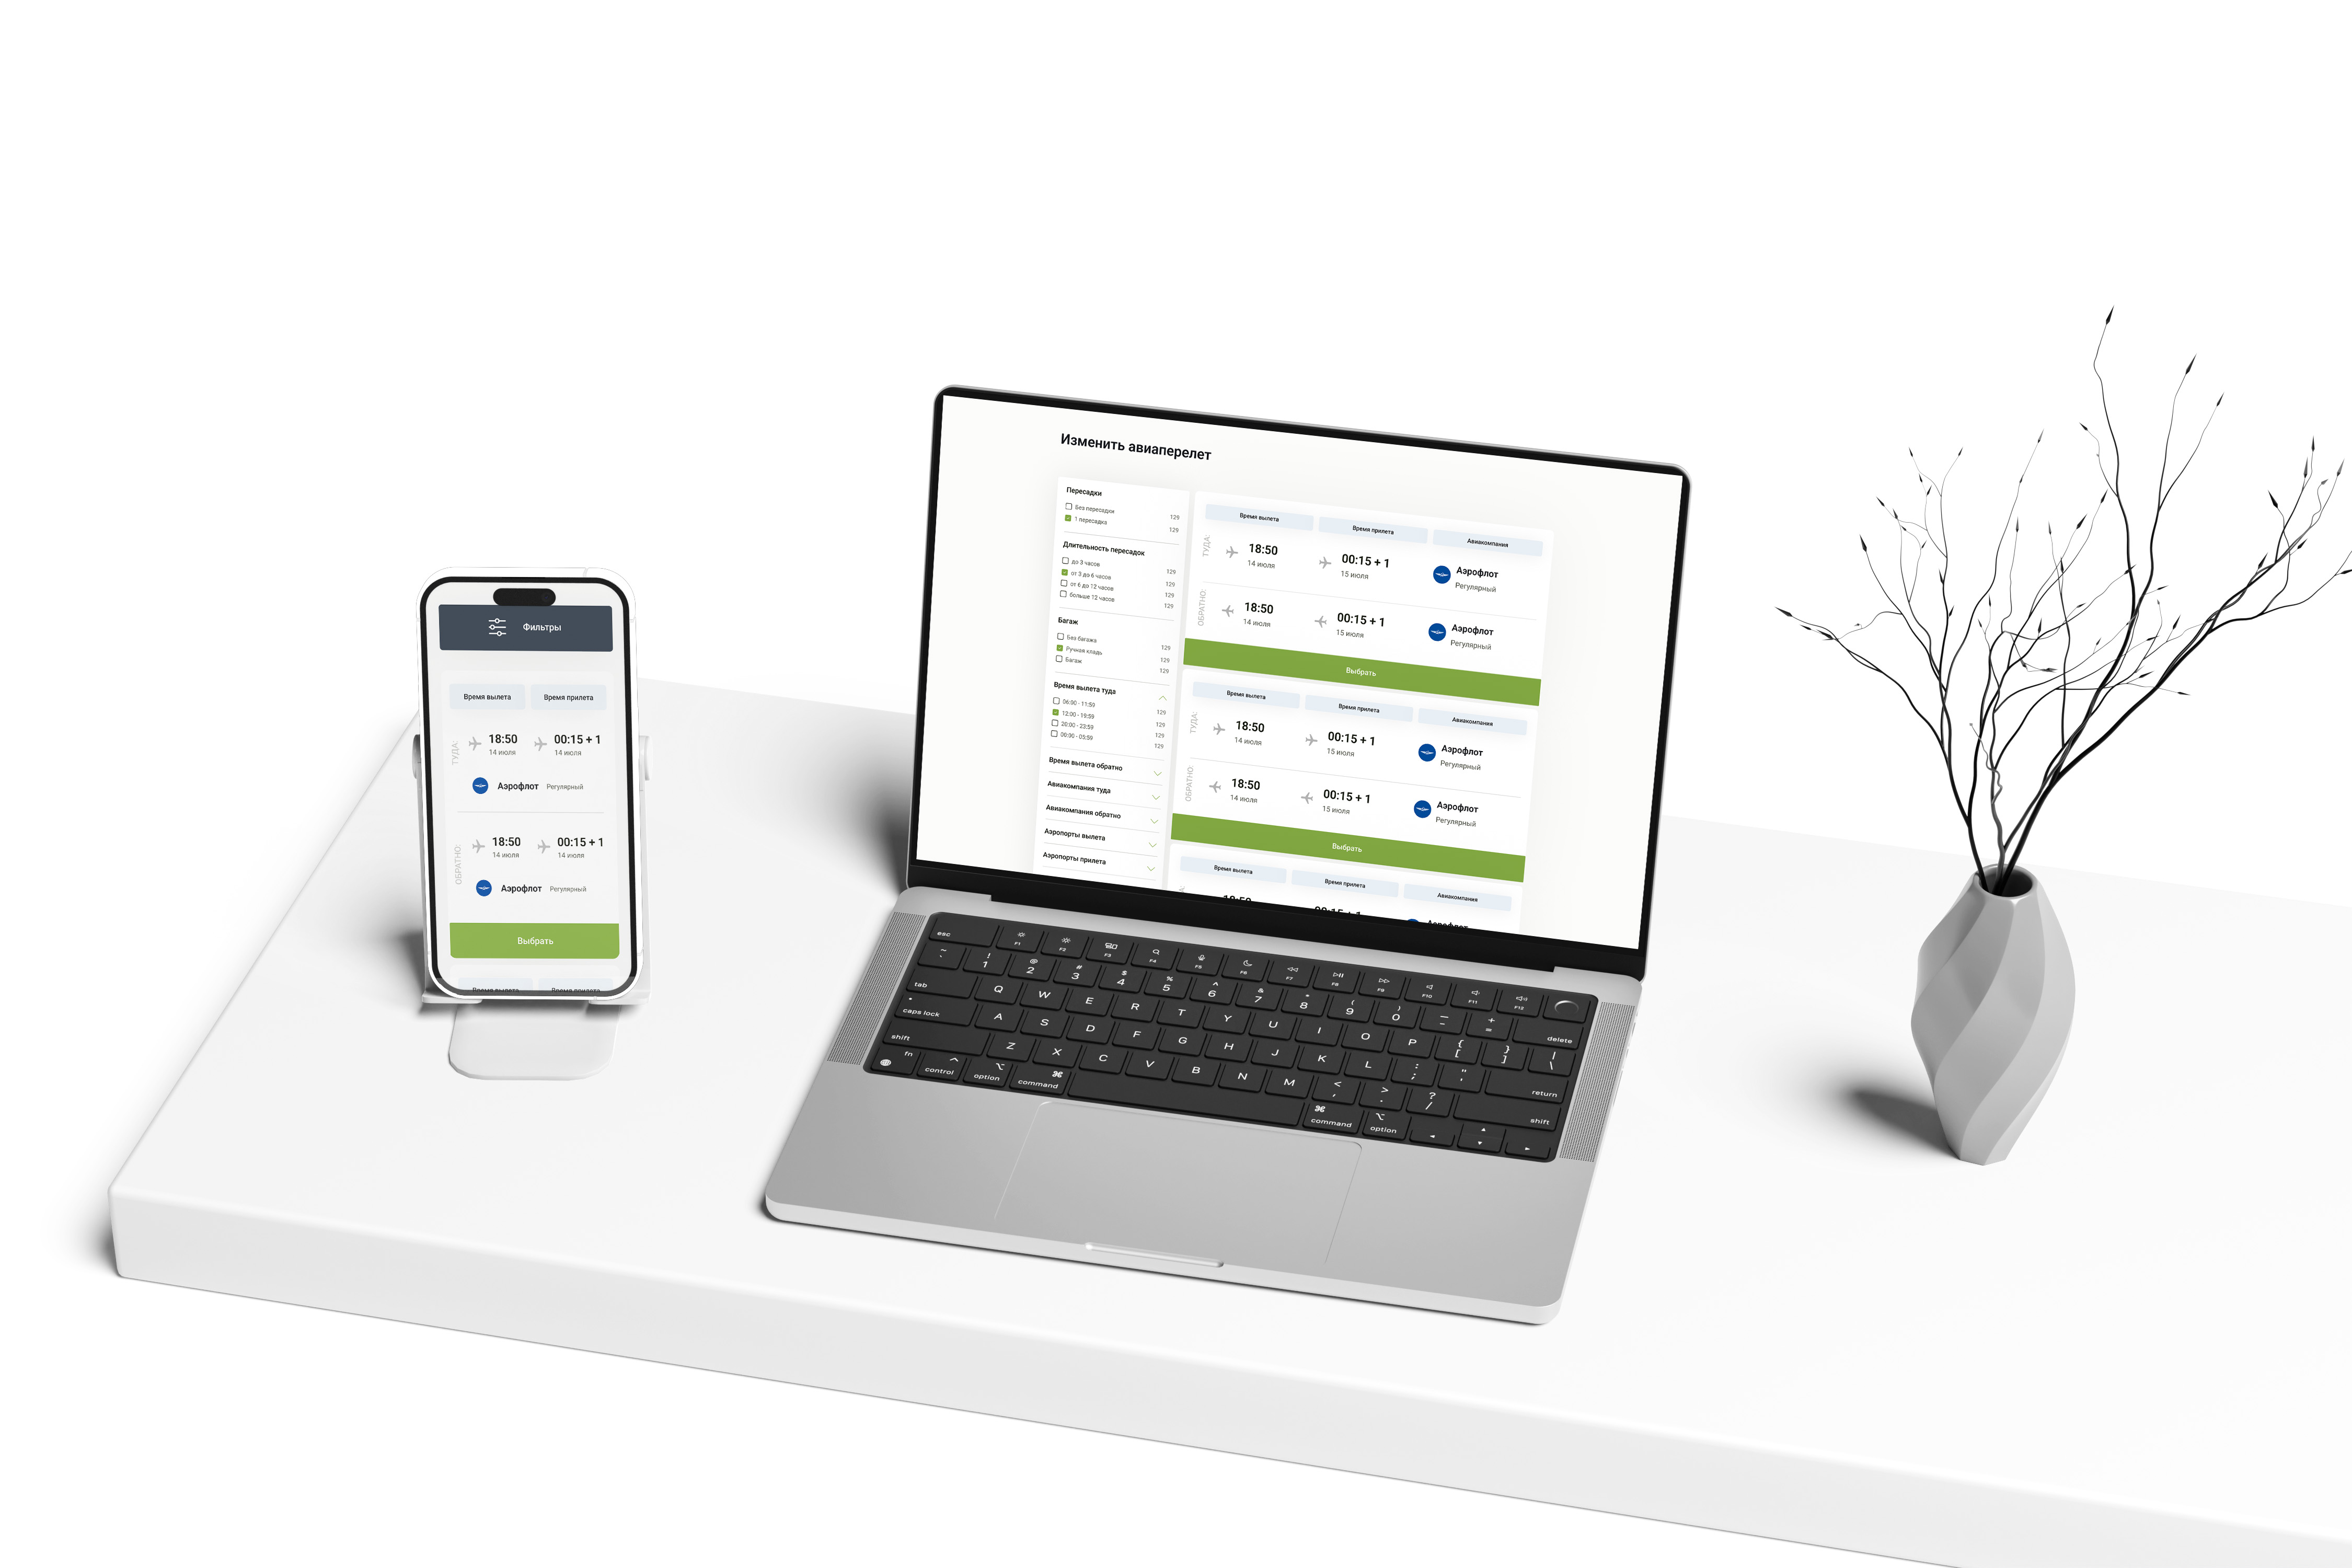 Фильтры
Время вылета Время прилета
ТУДА:
18:50 00:15 + 1
14 июля 14 июля
Аэрофлот Регулярный
ОБРАТНО:
18:50 00:15 + 1
14 июля 14 июля
Аэрофлот Регулярный
Выбрать
Время вылета Время прилета
Изменить авиаперелет
Пересадки
Без пересадки 129
1 пересадка 129
Длительность пересадок
до 3 часов 129
от 3 до 6 часов 129
от 6 до 12 часов 129
больше 12 часов 129
Багаж
Без багажа 129
Ручная кладь 129
Багаж 129
Время вылета туда
06:00 - 11:59 129
12:00 - 19:59 129
20:00 - 23:59 129
00:00 - 05:59 129
Время вылета обратно
Авиакомпания туда
Авиакомпания обратно
Аэропорты вылета
Аэропорты прилета
Время вылета Время прилета Авиакомпания
ТУДА:
18:50 00:15 + 1 Аэрофлот
14 июля 15 июля Регулярный
ОБРАТНО:
18:50 00:15 + 1 Аэрофлот
14 июля 15 июля Регулярный
Выбрать
Время вылета Время прилета Авиакомпания
ТУДА:
18:50 00:15 + 1 Аэрофлот
14 июля 15 июля Регулярный
ОБРАТНО:
18:50 00:15 + 1 Аэрофлот
14 июля 15 июля Регулярный
Выбрать
Время вылета Время прилета Авиакомпания
18:50 00:15 + 1 Аэрофлот
esc F1 F2 F3 F4 F5 F6 F7 F8 F9 F10 F11 F12
~ ` ! 1 @ 2 # 3 $ 4 % 5 ^ 6 & 7 * 8 ( 9 ) 0 _ - + = delete
tab Q W E R T Y U I O P { [ } ] | \
caps lock A S D F G H J K L : ; " ' return
shift Z X C V B N M < , > . ? / shift
fn control option command command option